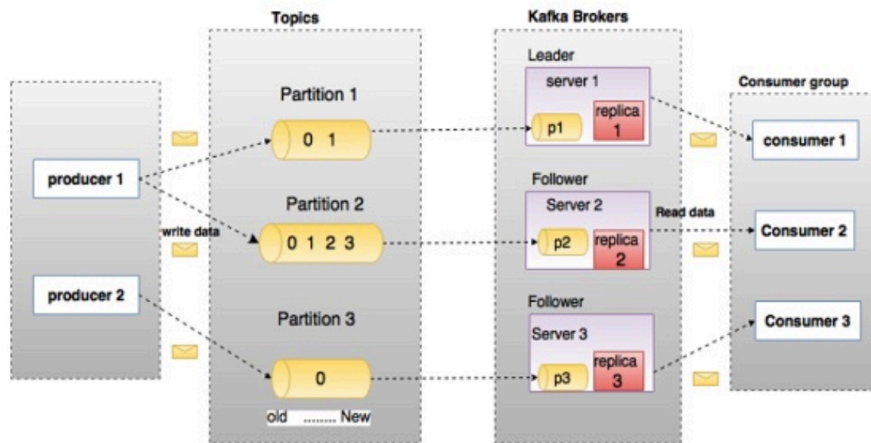 Topics
Kafka Brokers
Consumer group
producer 1
producer 2
write data
Partition 1
0 1
Partition 2
0 1 2 3
Partition 3
0
old ........ New
Leader
server 1
p1
replica
1
Follower
Server 2
p2
replica
2
Follower
Server 3
p3
replica
3
Read data
consumer 1
Consumer 2
Consumer 3